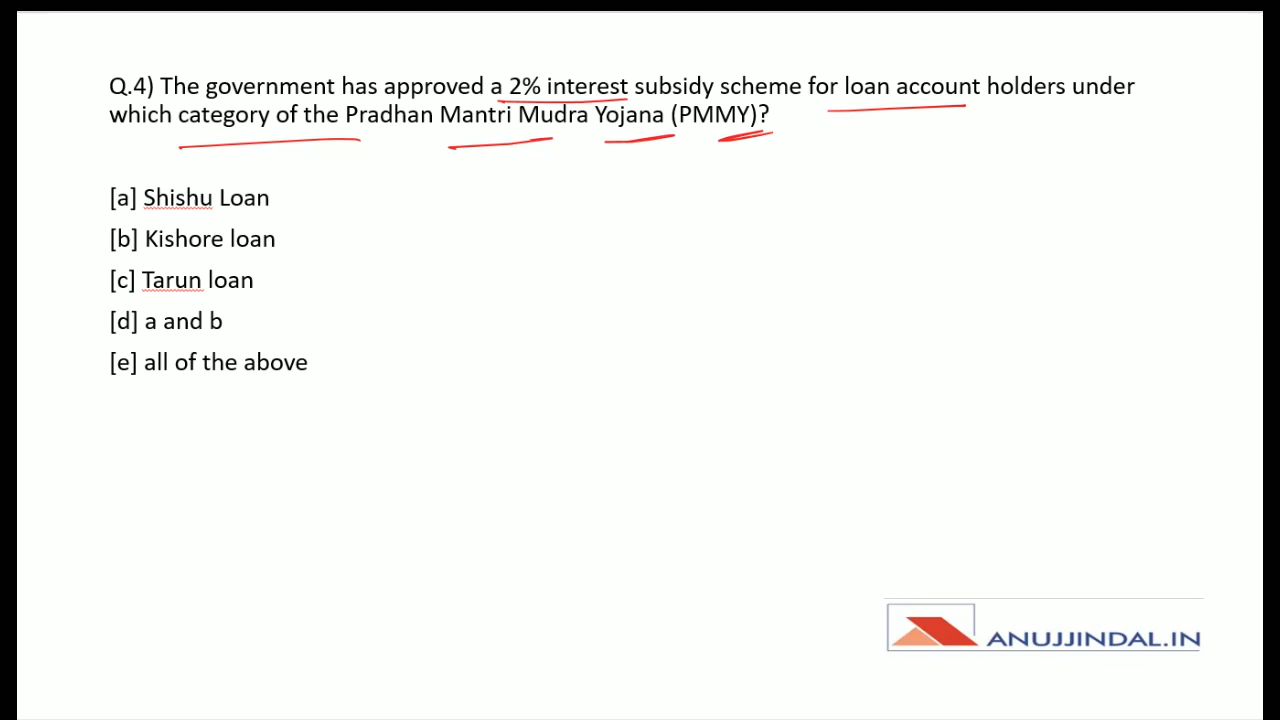 Q.4) The government has approved a 2% interest subsidy scheme for loan account holders under
which category of the Pradhan Mantri Mudra Yojana (PMMY)?
[a] Shishu Loan
[b] Kishore loan
[c] Tarun loan
[d] a and b
[e] all of the above
ANUJJINDAL.IN